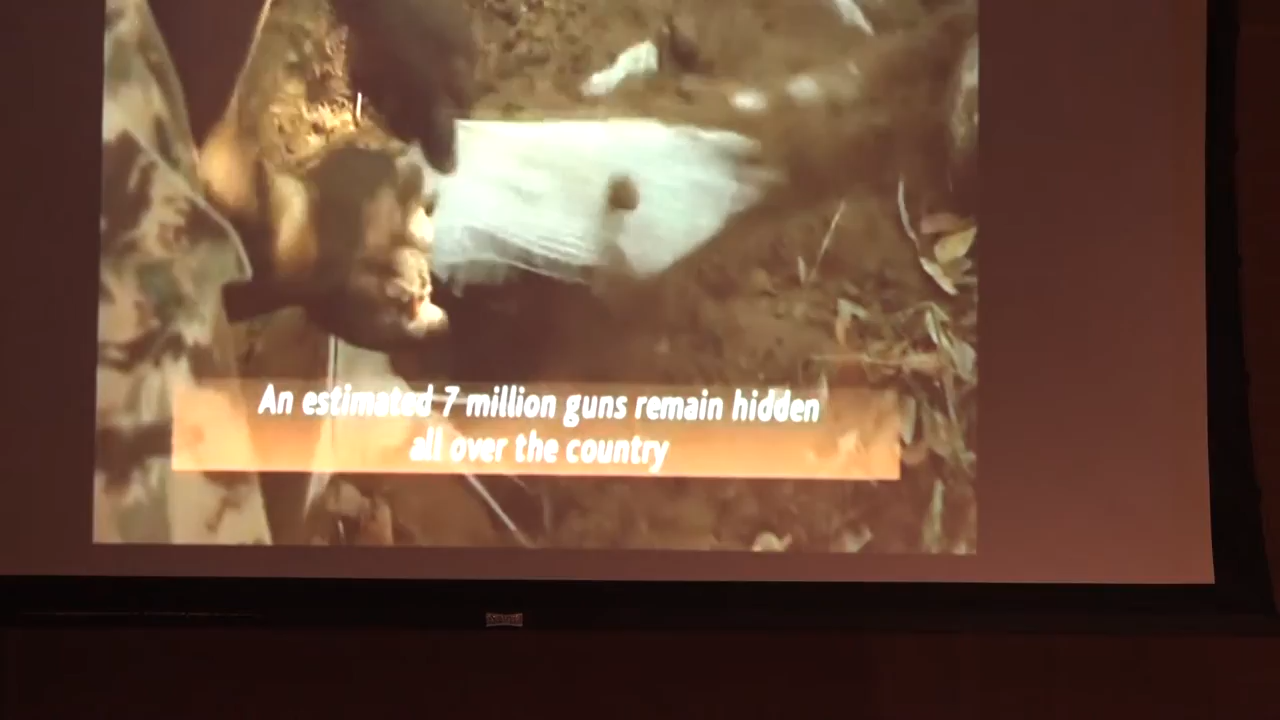 An estimated 7 million guns remain hidden
all over the country